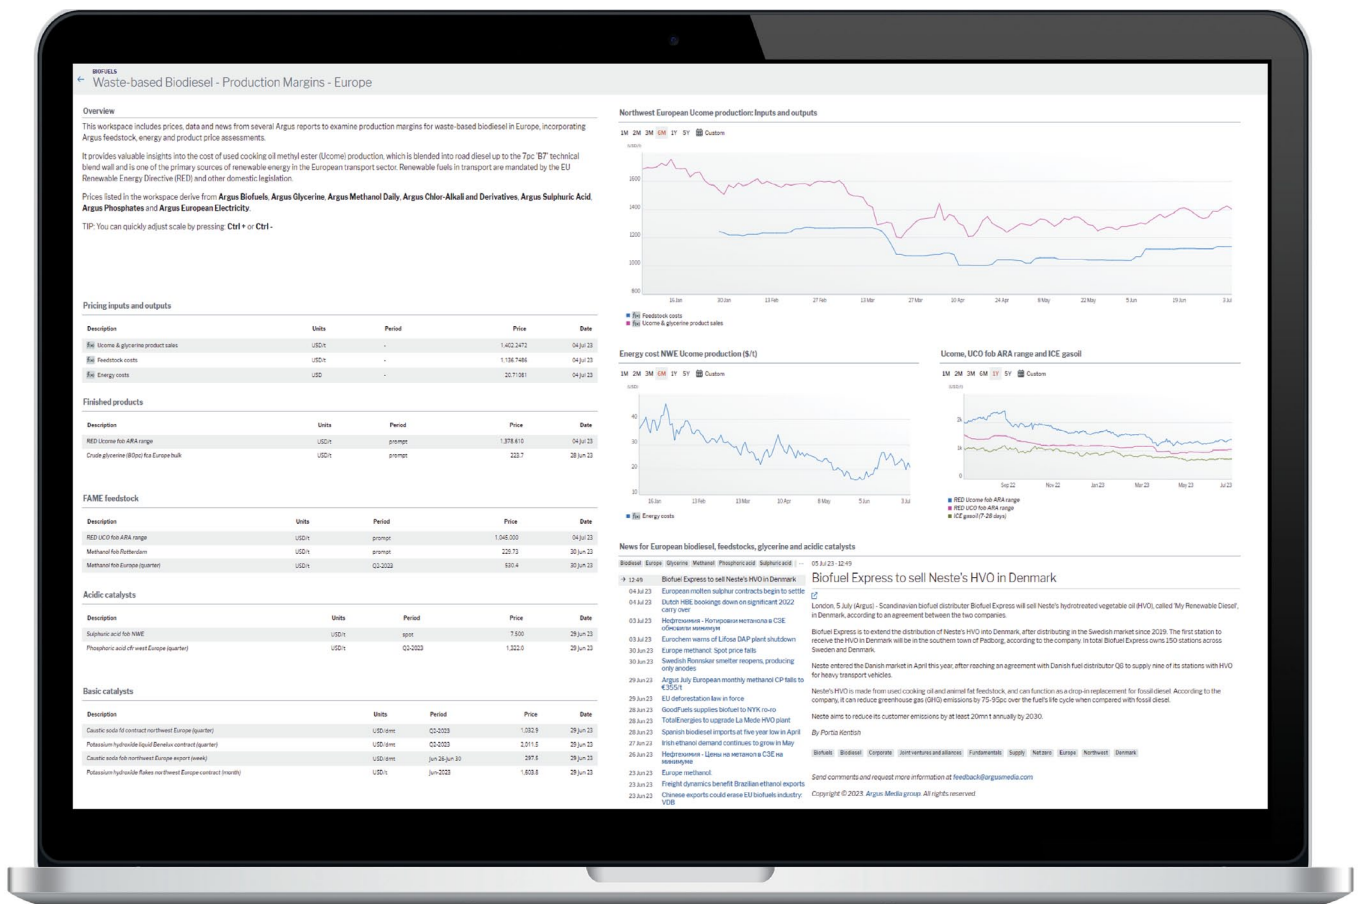 BIOFUELS
← Waste-based Biodiesel - Production Margins - Europe
Overview
This workspace includes prices, data and news from several Argus reports to examine production margins for waste-based biodiesel in Europe, incorporating
Argus feedstock, energy and product price assessments.
It provides valuable insights into the cost of used cooking oil methyl ester (Ucome) production, which is blended into road diesel up to the 7pc 'B7' technical
blend wall and is one of the primary sources of renewable energy in the European transport sector. Renewable fuels in transport are mandated by the EU
Renewable Energy Directive (RED) and other domestic legislation.
Prices listed in the workspace derive from Argus Biofuels, Argus Glycerine, Argus Methanol Daily, Argus Chlor-Alkali and Derivatives, Argus Sulphuric Acid,
Argus Phosphates and Argus European Electricity.
TIP: You can quickly adjust scale by pressing: Ctrl + or Ctrl -
Pricing inputs and outputs
Description Units Period Price Date
f(x) Ucome & glycerine product sales USD/t - 1,402.2472 04 Jul 23
f(x) Feedstock costs USD/t - 1,136.7486 04 Jul 23
f(x) Energy costs USD - 20.71081 04 Jul 23
Finished products
Description Units Period Price Date
RED Ucome fob ARA range USD/t prompt 1,378.610 04 Jul 23
Crude glycerine (80pc) fca Europe bulk USD/t prompt 223.7 28 Jun 23
FAME feedstock
Description Units Period Price Date
RED UCO fob ARA range USD/t prompt 1,045.000 04 Jul 23
Methanol fob Rotterdam USD/t prompt 229.73 30 Jun 23
Methanol fob Europe (quarter) USD/t Q2-2023 530.4 30 Jun 23
Acidic catalysts
Description Units Period Price Date
Sulphuric acid fob NWE USD/t spot 7.500 29 Jun 23
Phosphoric acid cfr west Europe (quarter) USD/t Q2-2023 1,322.0 29 Jun 23
Basic catalysts
Description Units Period Price Date
Caustic soda fd contract northwest Europe (quarter) USD/dmt Q2-2023 1,032.9 29 Jun 23
Potassium hydroxide liquid Benelux contract (quarter) USD/dmt Q2-2023 2,011.5 29 Jun 23
Caustic soda fob northwest Europe export (week) USD/dmt Jun 26-Jun 30 297.5 29 Jun 23
Potassium hydroxide flakes northwest Europe contract (month) USD/t Jun-2023 1,603.8 29 Jun 23
Northwest European Ucome production: Inputs and outputs
1M 2M 3M 6M 1Y 5Y Custom
1600
1400
1200
1000
800
16 Jan 30 Jan 13 Feb 27 Feb 13 Mar 27 Mar 10 Apr 24 Apr 8 May 22 May 5 Jun 19 Jun 3 Jul
f(x) Feedstock costs
f(x) Ucome & glycerine product sales
Energy cost NWE Ucome production ($/t)
1M 2M 3M 6M 1Y 5Y Custom
40
30
20
10
16 Jan 13 Feb 13 Mar 10 Apr 8 May 5 Jun 3 Jul
f(x) Energy costs
Ucome, UCO fob ARA range and ICE gasoil
1M 2M 3M 6M 1Y 5Y Custom
2k
1k
0
Sep 22 Nov 22 Jan 23 Mar 23 May 23 Jul 23
RED Ucome fob ARA range
RED UCO fob ARA range
ICE gasoil (7-28 days)
News for European biodiesel, feedstocks, glycerine and acidic catalysts
Biodiesel Europe Glycerine Methanol Phosphoric acid Sulphuric acid
→ 12:49 Biofuel Express to sell Neste's HVO in Denmark
04 Jul 23 European molten sulphur contracts begin to settle
04 Jul 23 Dutch HBE bookings down on significant 2022
carry over
03 Jul 23 Нефтехимия - Котировки метанола в СЗЕ
обновили минимум
03 Jul 23 Eurochem warns of Lifosa DAP plant shutdown
30 Jun 23 Europe methanol: Spot price falls
30 Jun 23 Swedish Ronnskar smelter reopens, producing
only anodes
29 Jun 23 Argus July European monthly methanol CP falls to
€355/t
29 Jun 23 EU deforestation law in force
28 Jun 23 GoodFuels supplies biofuel to NYK ro-ro
28 Jun 23 TotalEnergies to upgrade La Mede HVO plant
28 Jun 23 Spanish biodiesel imports at five year low in April
27 Jun 23 Irish ethanol demand continues to grow in May
26 Jun 23 Нефтехимия - Цены на метанол в СЗЕ на
минимуме
23 Jun 23 Europe methanol
23 Jun 23 Freight dynamics benefit Brazilian ethanol exports
23 Jun 23 Chinese exports could erase EU biofuels industry:
VDB
05 Jul 23 - 12:49
Biofuel Express to sell Neste's HVO in Denmark
London, 5 July (Argus) - Scandinavian biofuel distributer Biofuel Express will sell Neste's hydrotreated vegetable oil (HVO), called 'My Renewable Diesel',
in Denmark, according to an agreement between the two companies.
Biofuel Express is to extend the distribution of Neste's HVO into Denmark, after distributing in the Swedish market since 2019. The first station to
receive the HVO in Denmark will be in the southern town of Padborg, according to the company. In total Biofuel Express owns 150 stations across
Sweden and Denmark.
Neste entered the Danish market in April this year, after reaching an agreement with Danish fuel distributor Q8 to supply nine of its stations with HVO
for heavy transport vehicles.
Neste's HVO is made from used cooking oil and animal fat feedstock, and can function as a drop-in replacement for fossil diesel. According to the
company, it can reduce greenhouse gas (GHG) emissions by 75-95pc over the fuel's life cycle when compared with fossil diesel.
Neste aims to reduce its customer emissions by at least 20mn t annually by 2030.
By Portia Kentish
Biofuels Biodiesel Corporate Joint ventures and alliances Fundamentals Supply Net zero Europe Northwest Denmark
Send comments and request more information at feedback@argusmedia.com
Copyright © 2023. Argus Media group. All rights reserved